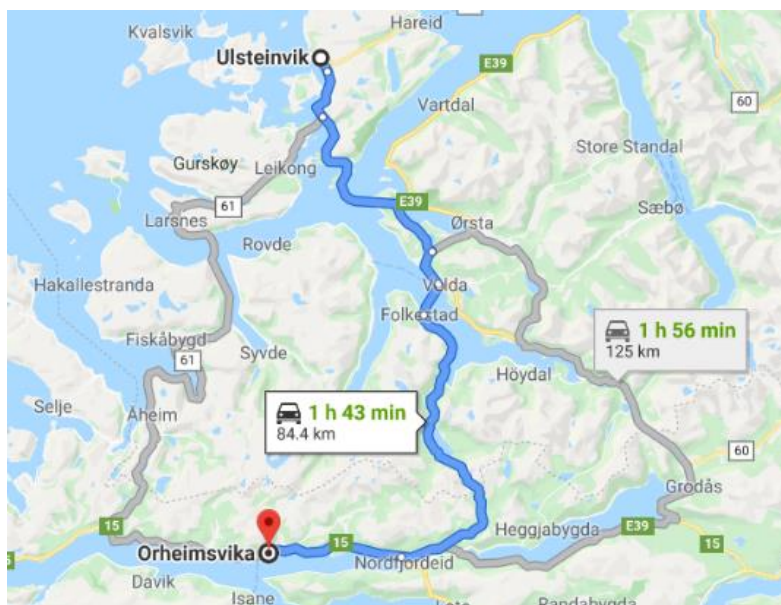 Kvalsvik
Hareid
Ulsteinvik
E39
60
Vartdal
Store Standal
Gurskøy
Leikong
61
E39
Larsnes
Ørsta
Sæbø
Rovde
Hakallestranda
Volda
Folkestad
Fiskåbygd
1 h 56 min
125 km
61
Syvde
Höydal
Selje
Åheim
1 h 43 min
84.4 km
60
Grodås
15
Heggjabygda
E39
15
Orheimsvika
15
Nordfjordeid
Davik
Isane
Randabygda